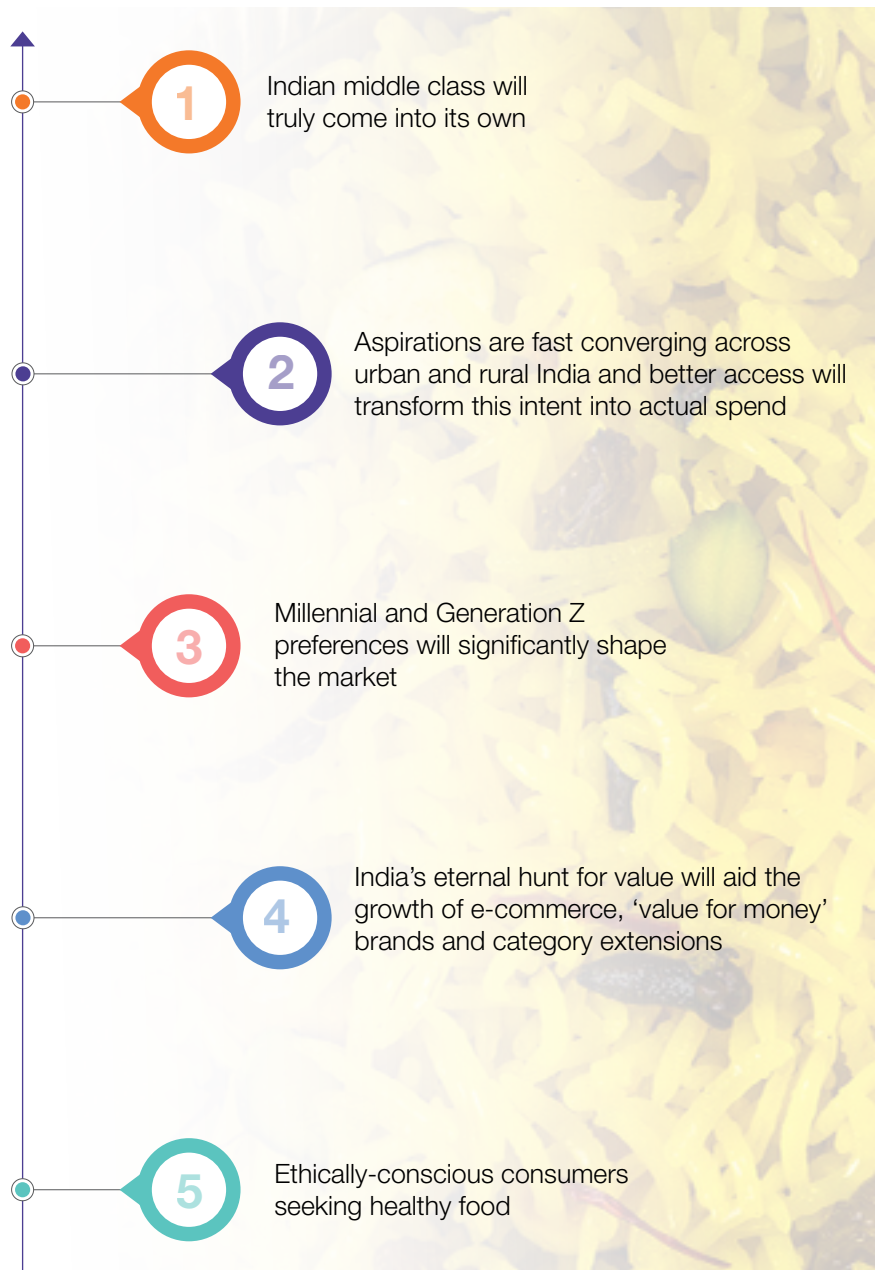 1
Indian middle class will
truly come into its own
2
Aspirations are fast converging across
urban and rural India and better access will
transform this intent into actual spend
3
Millennial and Generation Z
preferences will significantly shape
the market
4
India’s eternal hunt for value will aid the
growth of e-commerce, ‘value for money’
brands and category extensions
5
Ethically-conscious consumers
seeking healthy food